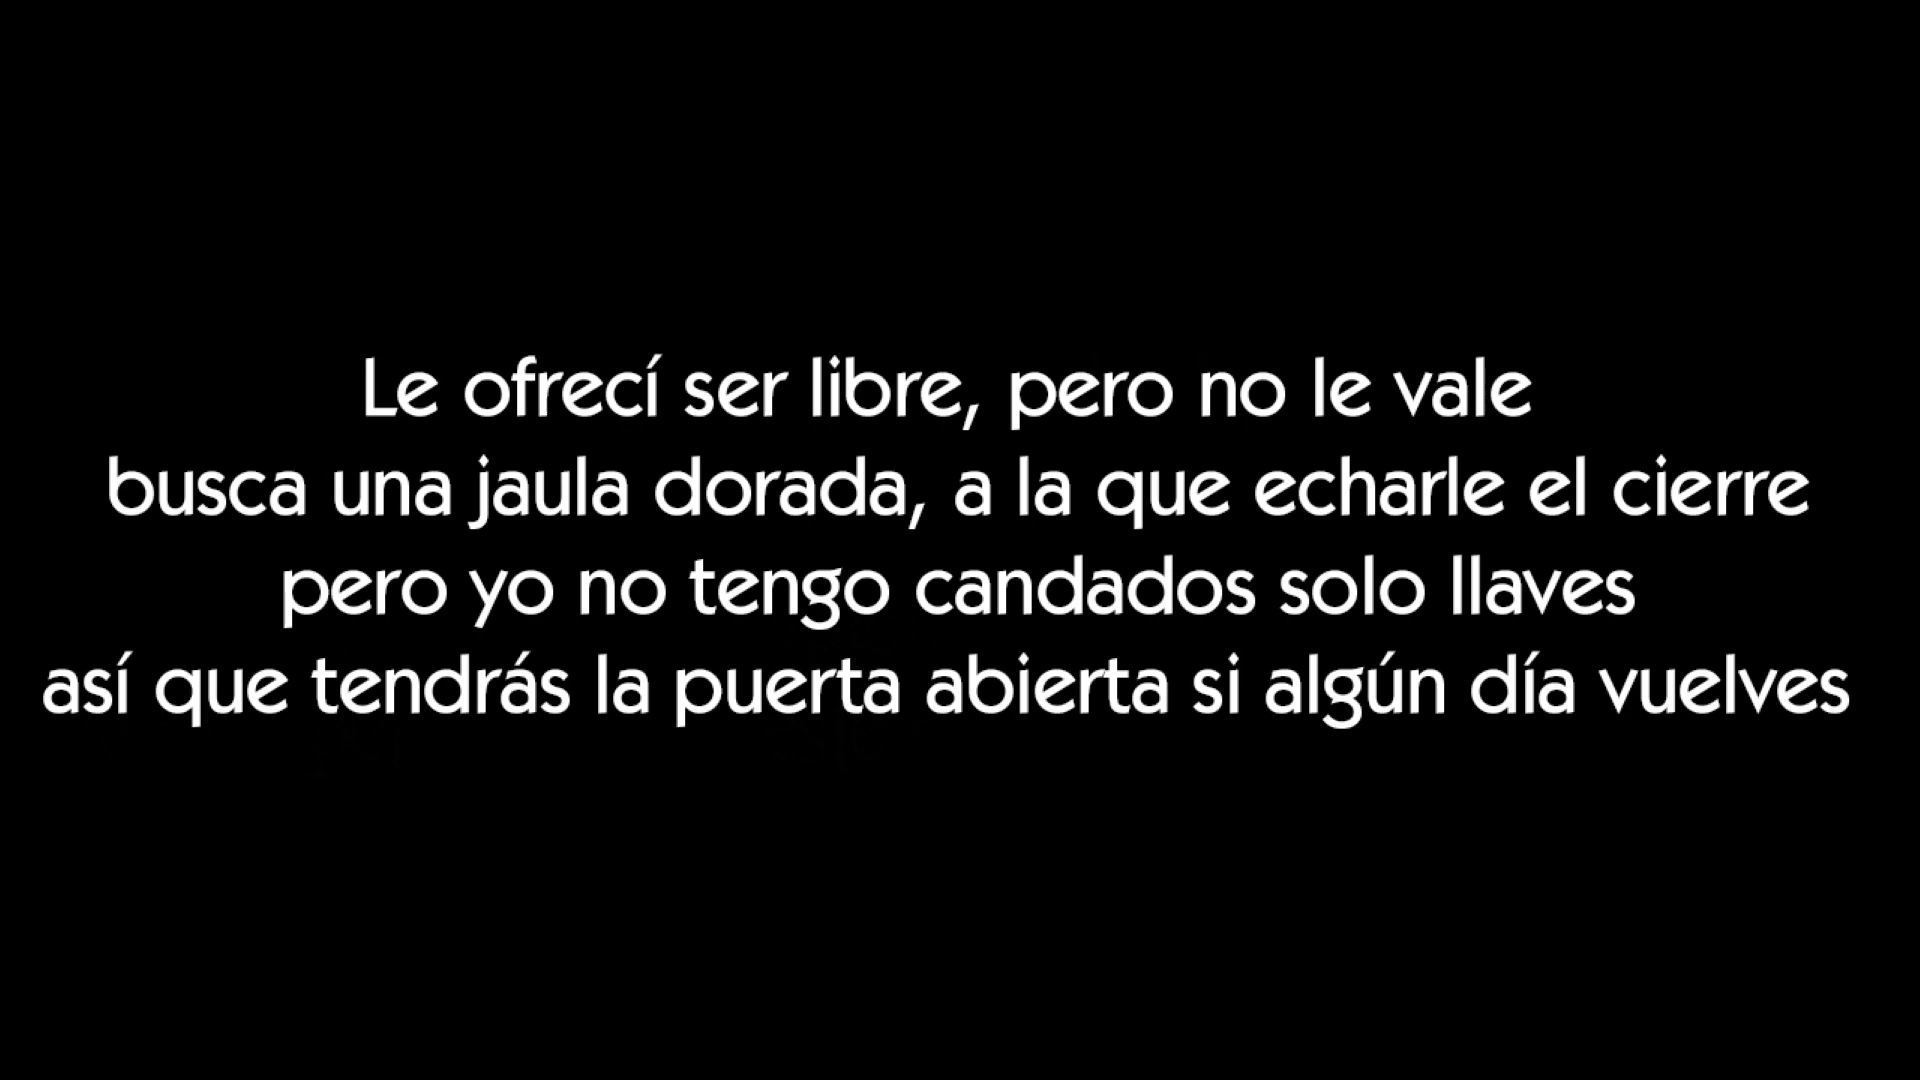 Le ofrecí ser libre, pero no le vale
busca una jaula dorada, a la que echarle el cierre
pero yo no tengo candados solo llaves
así que tendrás la puerta abierta si algún día vuelves